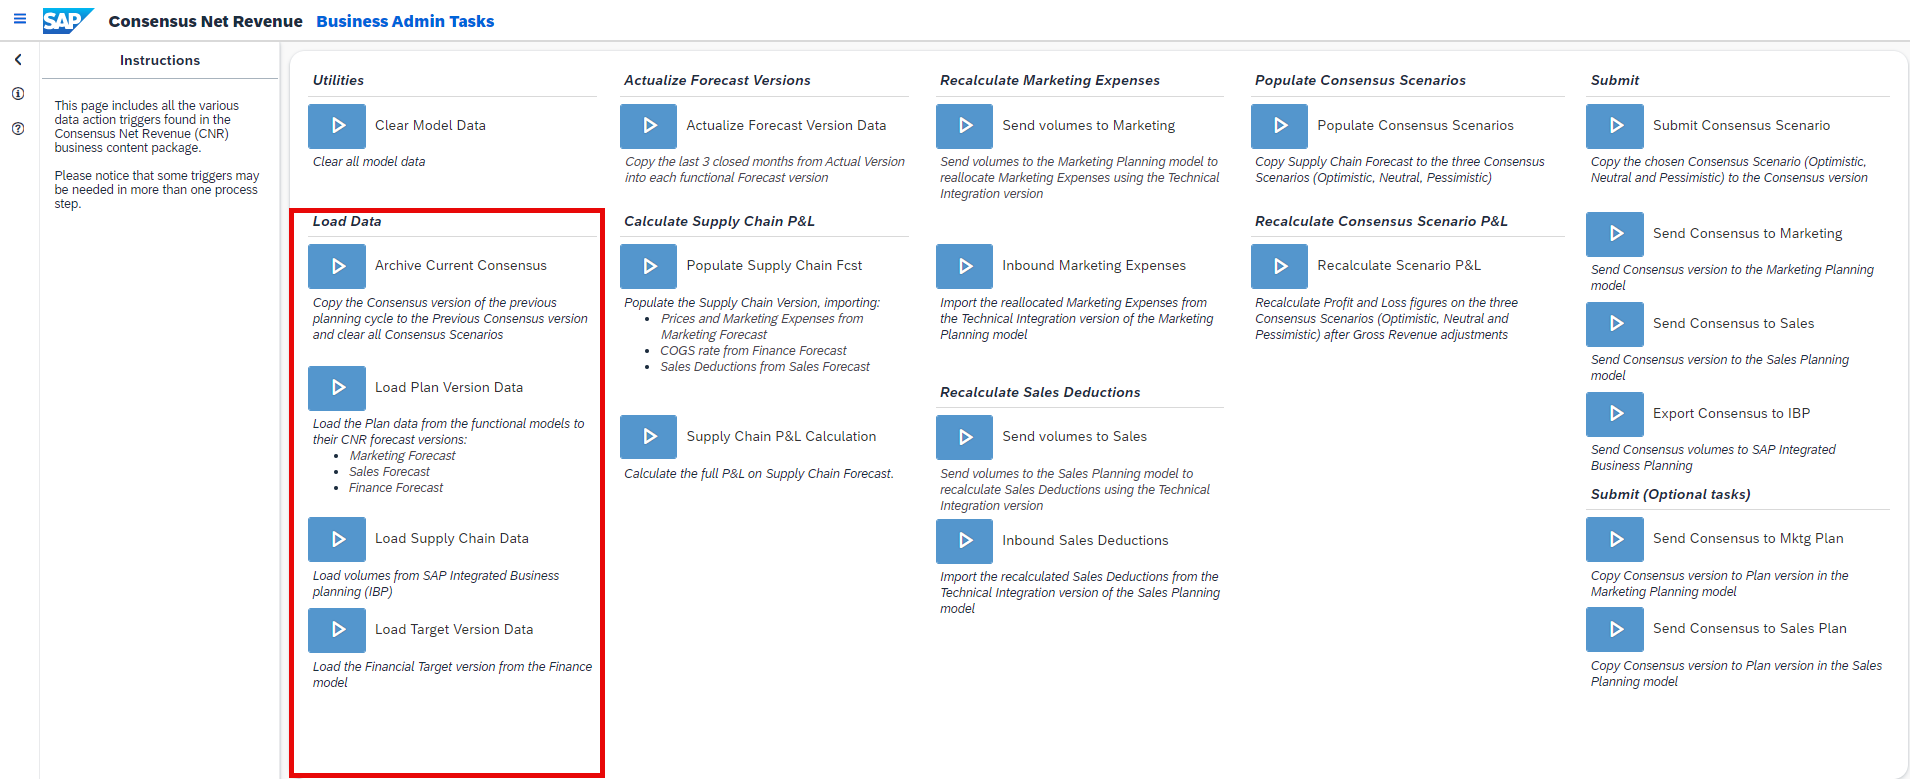 SAP Consensus Net Revenue Business Admin Tasks
Instructions
This page includes all the various
data action triggers found in the
Consensus Net Revenue (CNR)
business content package.
Please notice that some triggers may
be needed in more than one process
step.
Utilities
Clear Model Data
Clear all model data
Load Data
Archive Current Consensus
Copy the Consensus version of the previous
planning cycle to the Previous Consensus version
and clear all Consensus Scenarios
Load Plan Version Data
Load the Plan data from the functional models to
their CNR forecast versions:
• Marketing Forecast
• Sales Forecast
• Finance Forecast
Load Supply Chain Data
Load volumes from SAP Integrated Business
planning (IBP)
Load Target Version Data
Load the Financial Target version from the Finance
model
Actualize Forecast Versions
Actualize Forecast Version Data
Copy the last 3 closed months from Actual Version
into each functional Forecast version
Calculate Supply Chain P&L
Populate Supply Chain Fcst
Populate the Supply Chain Version, importing:
• Prices and Marketing Expenses from
Marketing Forecast
• COGS rate from Finance Forecast
• Sales Deductions from Sales Forecast
Supply Chain P&L Calculation
Calculate the full P&L on Supply Chain Forecast.
Recalculate Marketing Expenses
Send volumes to Marketing
Send volumes to the Marketing Planning model to
reallocate Marketing Expenses using the Technical
Integration version
Inbound Marketing Expenses
Import the reallocated Marketing Expenses from
the Technical Integration version of the Marketing
Planning model
Recalculate Sales Deductions
Send volumes to Sales
Send volumes to the Sales Planning model to
recalculate Sales Deductions using the Technical
Integration version
Inbound Sales Deductions
Import the recalculated Sales Deductions from the
Technical Integration version of the Sales Planning
model
Populate Consensus Scenarios
Populate Consensus Scenarios
Copy Supply Chain Forecast to the three Consensus
Scenarios (Optimistic, Neutral, Pessimistic)
Recalculate Consensus Scenario P&L
Recalculate Scenario P&L
Recalculate Profit and Loss figures on the three
Consensus Scenarios (Optimistic, Neutral and
Pessimistic) after Gross Revenue adjustments
Submit
Submit Consensus Scenario
Copy the chosen Consensus Scenario (Optimistic,
Neutral and Pessimistic) to the Consensus version
Send Consensus to Marketing
Send Consensus version to the Marketing Planning
model
Send Consensus to Sales
Send Consensus version to the Sales Planning
model
Export Consensus to IBP
Send Consensus volumes to SAP Integrated
Business Planning
Submit (Optional tasks)
Send Consensus to Mktg Plan
Copy Consensus version to Plan version in the
Marketing Planning model
Send Consensus to Sales Plan
Copy Consensus version to Plan version in the Sales
Planning model